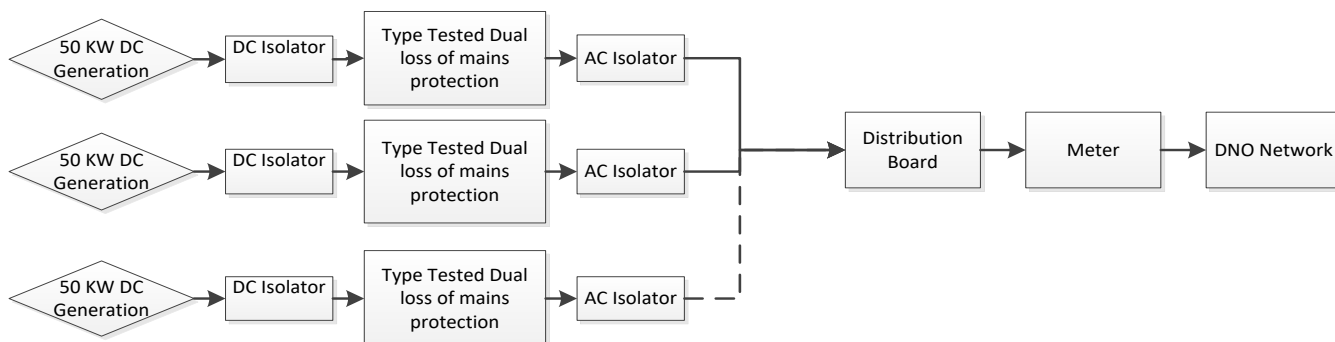 50 KW DC
Generation
DC Isolator
Type Tested Dual
loss of mains
protection
AC Isolator
50 KW DC
Generation
DC Isolator
Type Tested Dual
loss of mains
protection
AC Isolator
Distribution
Board
Meter
DNO Network
50 KW DC
Generation
DC Isolator
Type Tested Dual
loss of mains
protection
AC Isolator